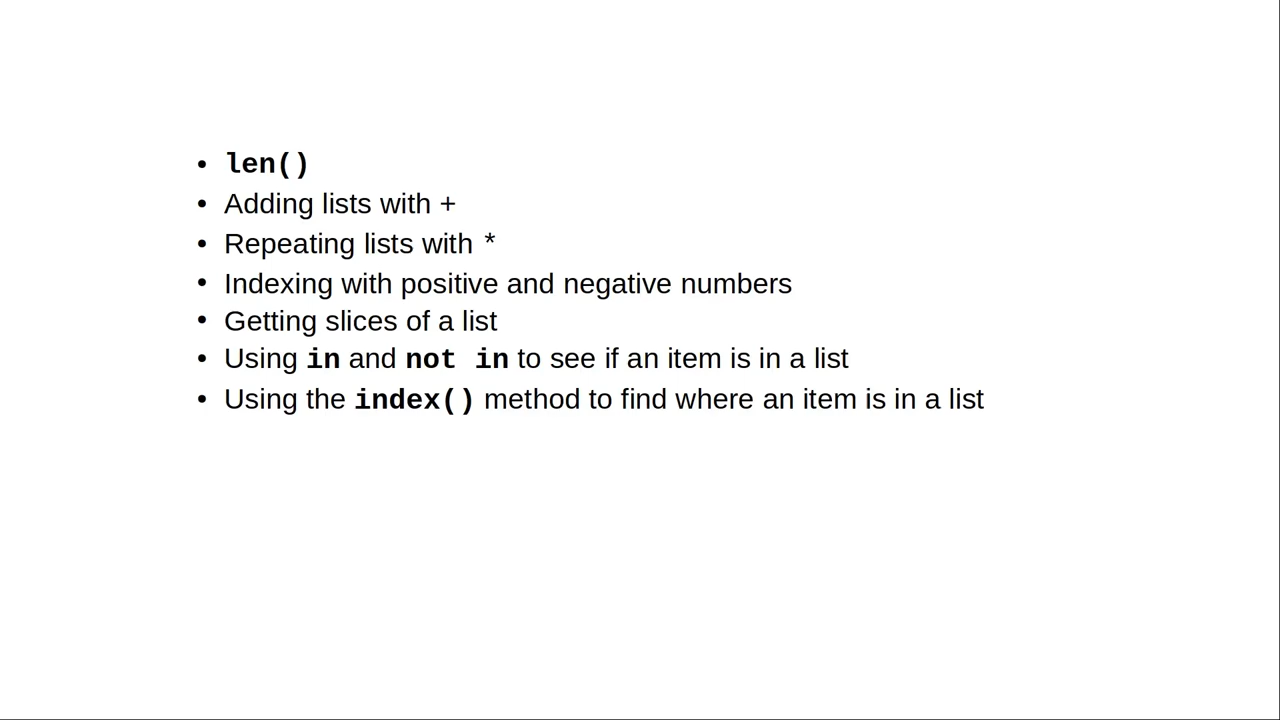 • len()
• Adding lists with +
• Repeating lists with *
• Indexing with positive and negative numbers
• Getting slices of a list
• Using in and not in to see if an item is in a list
• Using the index() method to find where an item is in a list